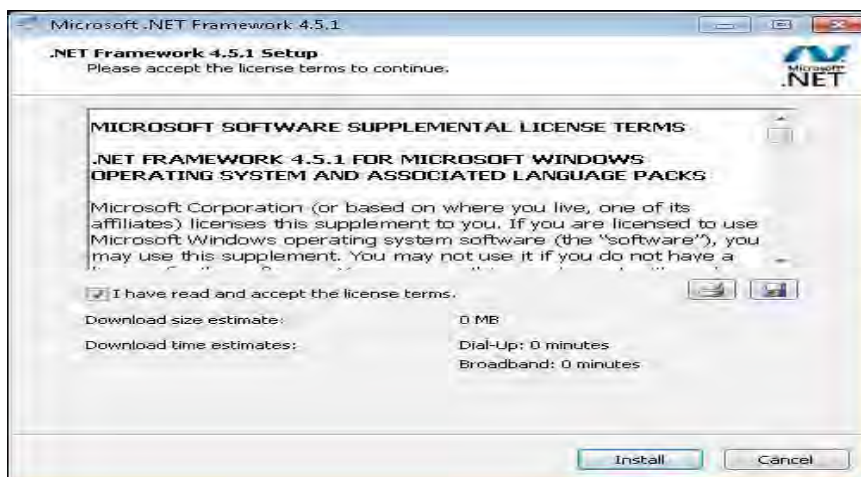 Microsoft .NET Framework 4.5.1
.NET Framework 4.5.1 Setup
Please accept the license terms to continue.
Microsoft
.NET
MICROSOFT SOFTWARE SUPPLEMENTAL LICENSE TERMS
.NET FRAMEWORK 4.5.1 FOR MICROSOFT WINDOWS
OPERATING SYSTEM AND ASSOCIATED LANGUAGE PACKS
Microsoft Corporation (or based on where you live, one of its
affiliates) licenses this supplement to you. If you are licensed to use
Microsoft Windows operating system software (the "software"), you
may use this supplement. You may not use it if you do not have a
I have read and accept the license terms.
Download size estimate: 0 MB
Download time estimates: Dial-Up: 0 minutes
Broadband: 0 minutes
Install Cancel